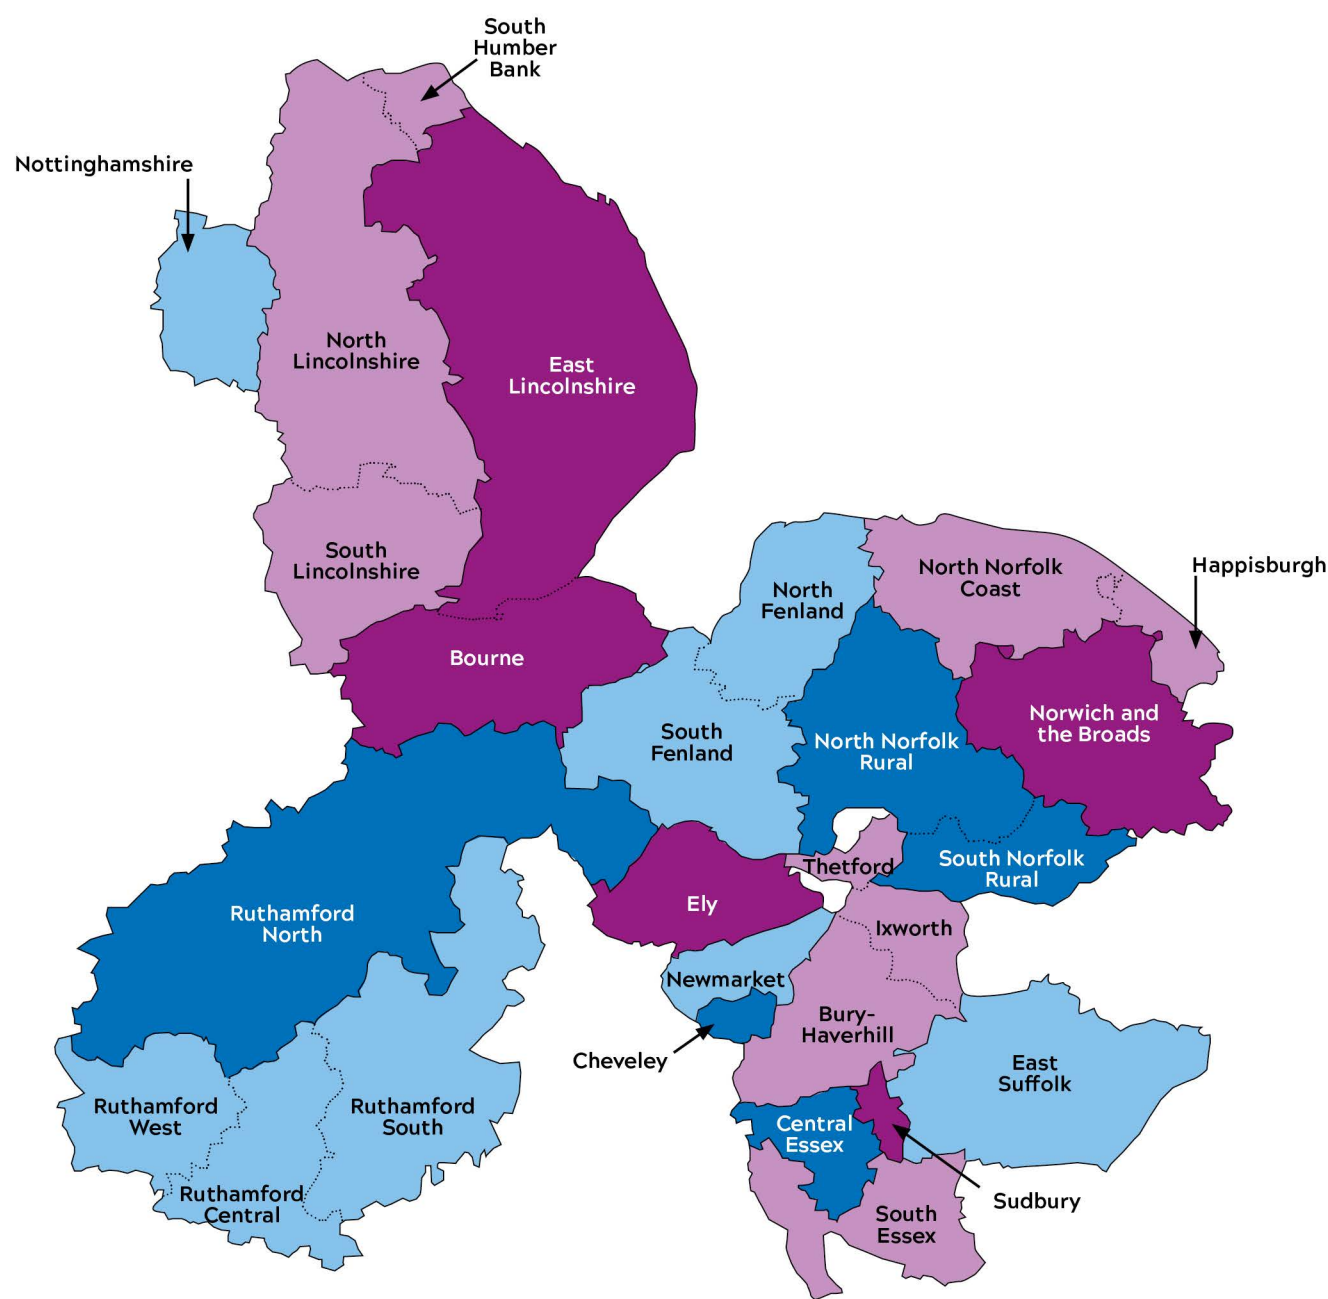 South
Humber
Bank
Nottinghamshire
North
Lincolnshire
East
Lincolnshire
South
Lincolnshire
North Norfolk
Coast
Happisburgh
North
Fenland
Bourne
Norwich and
the Broads
South
Fenland
North Norfolk
Rural
South Norfolk
Rural
Thetford
Ely
Ruthamford
North
Ixworth
Newmarket
Bury-
Haverhill
Cheveley
East
Suffolk
Ruthamford
West
Ruthamford
South
Central
Essex
Ruthamford
Central
Sudbury
South
Essex